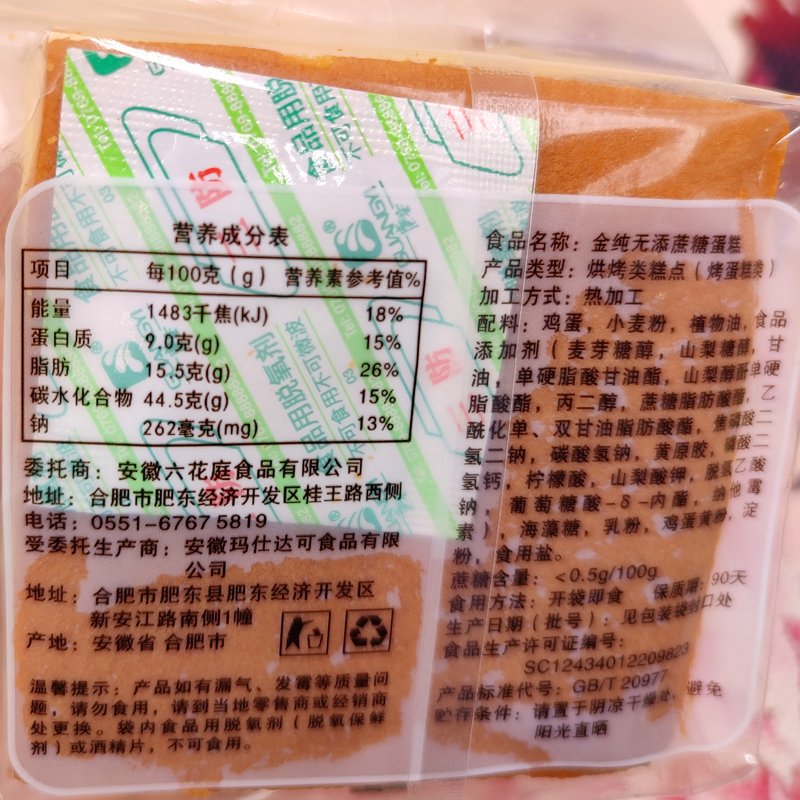 营养成分表
项目 每100克(g) 营养素参考值%
能量 1483千焦(kJ) 18%
蛋白质 9.0克(g) 15%
脂肪 15.5克(g) 26%
碳水化合物 44.5克(g) 15%
钠 262毫克(mg) 13%
委托商：安徽六花庭食品有限公司
地址：合肥市肥东经济开发区桂王路西侧
电话：0551-6767 5819
受委托生产商：安徽玛仕达可食品有限
公司
地址：合肥市肥东县肥东经济开发区
新安江路南侧1幢
产地：安徽省 合肥市
温馨提示：产品如有漏气、发霉等质量问
题，请勿食用，请到当地零售商或经销商
处更换。袋内食品用脱氧剂（脱氧保鲜
剂）或酒精片，不可食用。
食品名称：金纯无添蔗糖蛋糕
产品类型：烘烤类糕点（烤蛋糕类）
加工方式：热加工
配料：鸡蛋，小麦粉，植物油，食品
添加剂（麦芽糖醇，山梨糖醇，甘
油，单硬脂酸甘油酯，山梨醇酐单硬
脂酸酯，丙二醇，蔗糖脂肪酸酯，乙
酰化单、双甘油脂肪酸酯，焦磷酸二
氢二钠，碳酸氢钠，黄原胶，磷酸二
氢钙，柠檬酸，山梨酸钾，脱氢乙酸
钠，葡萄糖酸-δ-内酯，纳他霉
素），海藻糖，乳粉，鸡蛋黄粉，淀
粉，食用盐。
蔗糖含量：<0.5g/100g
食用方法：开袋即食 保质期：90天
生产日期（批号）：见包装袋封口处
食品生产许可证编号：
SC12434012209823
产品标准代号：GB/T 20977
贮存条件：请置于阴凉干燥处，避免
阳光直晒
食品用脱氧剂
不可食用不可微波